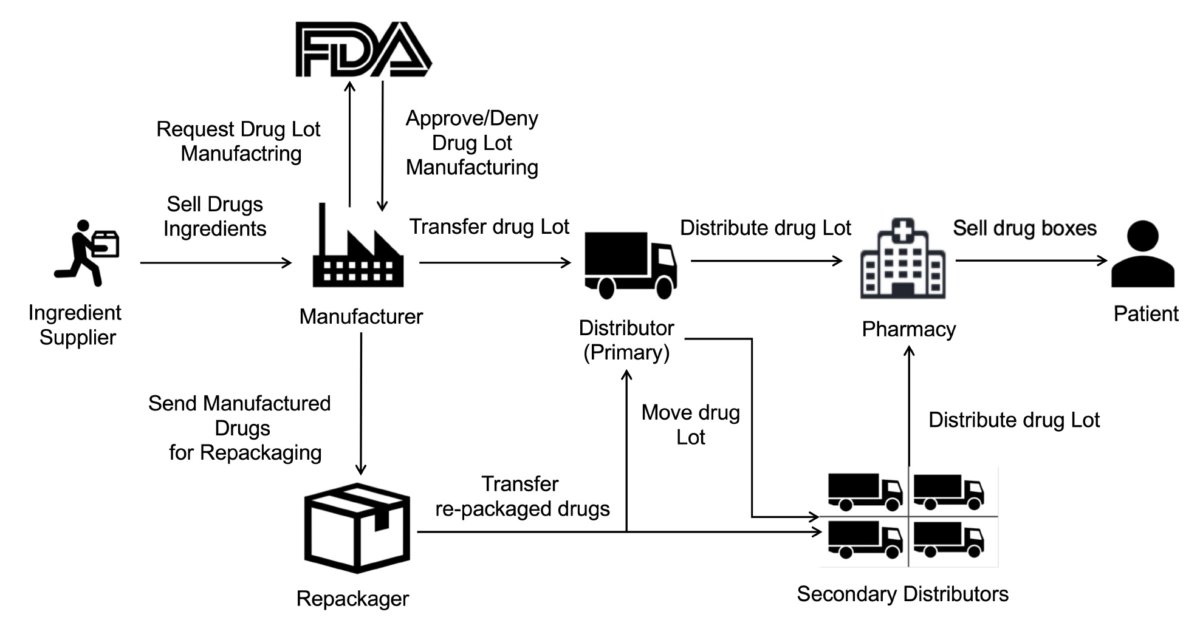 FDA
Request Drug Lot
Manufactring
Approve/Deny
Drug Lot
Manufacturing
Sell Drugs
Ingredients
Transfer drug Lot
Distribute drug Lot
Sell drug boxes
Ingredient
Supplier
Manufacturer
Distributor
(Primary)
Pharmacy
Patient
Send Manufactured
Drugs
for Repackaging
Move drug
Lot
Distribute drug Lot
Transfer
re-packaged drugs
Repackager
Secondary Distributors